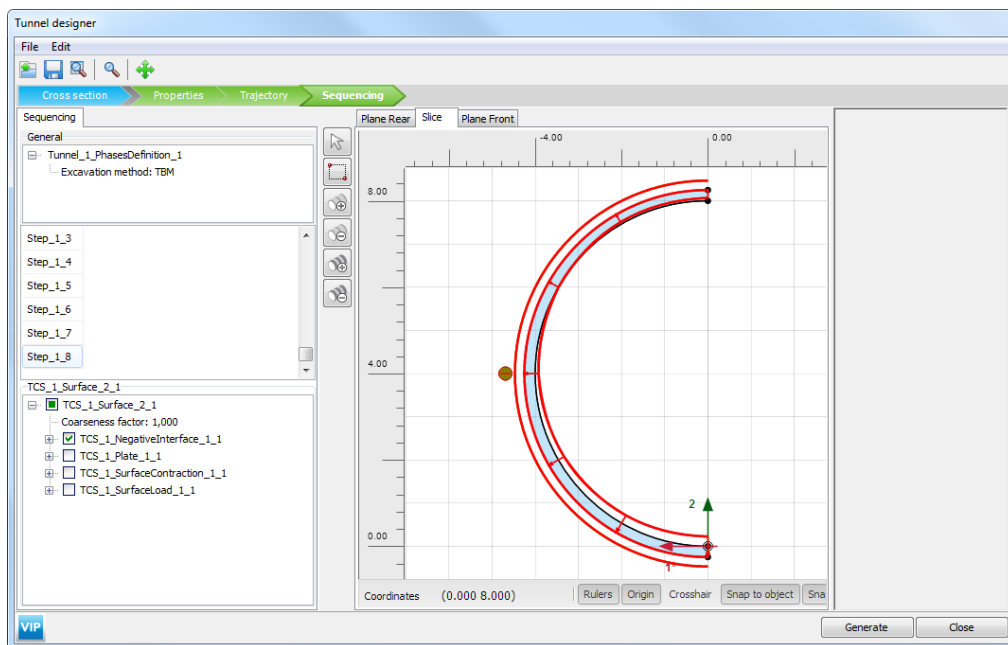 Tunnel designer
File Edit
Cross section Properties Trajectory Sequencing
Sequencing
General
Tunnel_1_PhasesDefinition_1
Excavation method: TBM
Step_1_3
Step_1_4
Step_1_5
Step_1_6
Step_1_7
Step_1_8
TCS_1_Surface_2_1
TCS_1_Surface_2_1
Coarseness factor: 1,000
TCS_1_NegativeInterface_1_1
TCS_1_Plate_1_1
TCS_1_SurfaceContraction_1_1
TCS_1_SurfaceLoad_1_1
Plane Rear Slice Plane Front
-4.00 0.00
8.00
4.00
0.00
2
1
Coordinates (0.000 8.000) Rulers Origin Crosshair Snap to object Sna
VIP
Generate Close